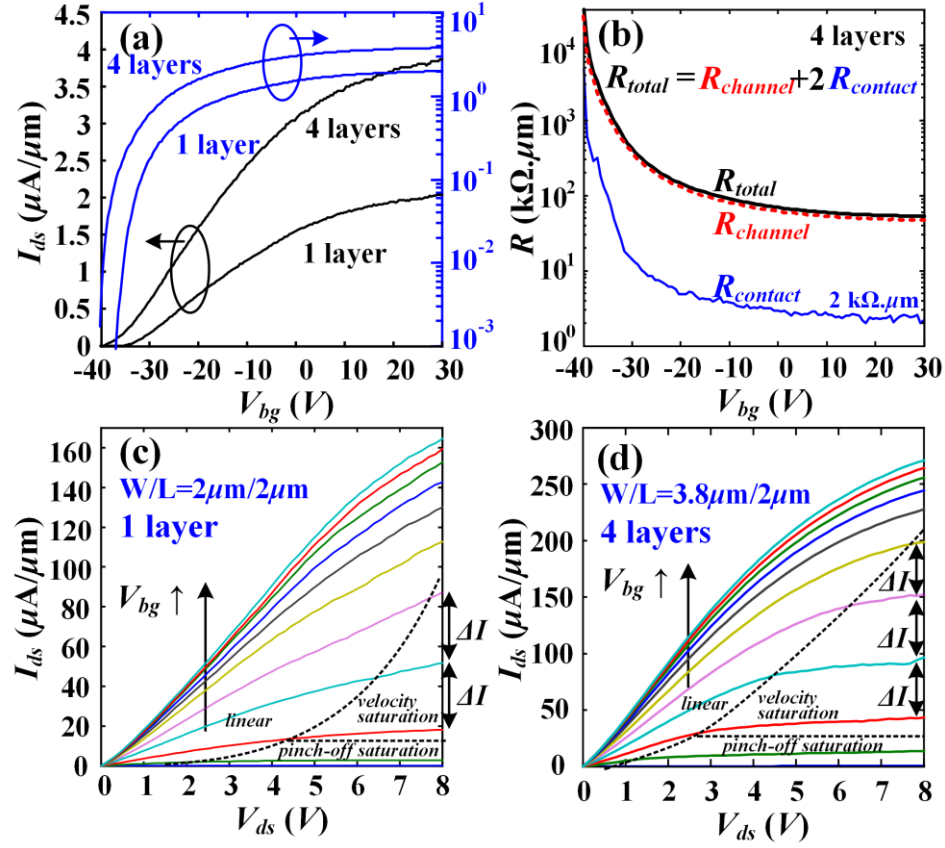 (a)
4 layers
4 layers
1 layer
1 layer
I_ds (μA/μm)
4.5
4
3.5
3
2.5
2
1.5
1
0.5
0
10^1
10^0
10^-1
10^-2
10^-3
-40 -30 -20 -10 0 10 20 30
V_bg (V)
(b)
4 layers
R_total = R_channel+2 R_contact
R_total
R_channel
R_contact
2 kΩ.μm
R (kΩ.μm)
10^4
10^3
10^2
10^1
10^0
-40 -30 -20 -10 0 10 20 30
V_bg (V)
(c)
W/L=2μm/2μm
1 layer
V_bg ↑
ΔI
ΔI
linear
velocity
saturation
pinch-off saturation
I_ds (μA/μm)
160
140
120
100
80
60
40
20
0
0 1 2 3 4 5 6 7 8
V_ds (V)
(d)
W/L=3.8μm/2μm
4 layers
V_bg ↑
ΔI
ΔI
ΔI
linear
velocity
saturation
pinch-off saturation
I_ds (μA/μm)
300
250
200
150
100
50
0
0 1 2 3 4 5 6 7 8
V_ds (V)